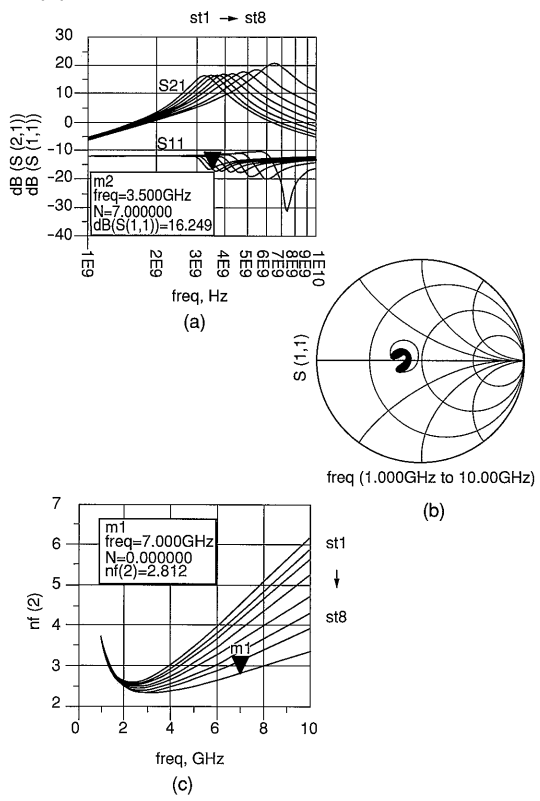 st1 → st8
30
20
10
0
-10
-20
-30
-40
dB (S (2,1))
dB (S (1,1))
S21
S11
m2
freq=3.500GHz
N=7.000000
dB(S(1,1))=16.249
1E9
2E9
3E9
4E9
5E9
6E9
7E9
8E9
9E9
1E10
freq, Hz
(a)
S (1,1)
freq (1.000GHz to 10.00GHz)
(b)
7
6
5
4
3
2
nf (2)
m1
freq=7.000GHz
N=0.000000
nf(2)=2.812
m1
st1
↓
st8
0
2
4
6
8
10
freq, GHz
(c)